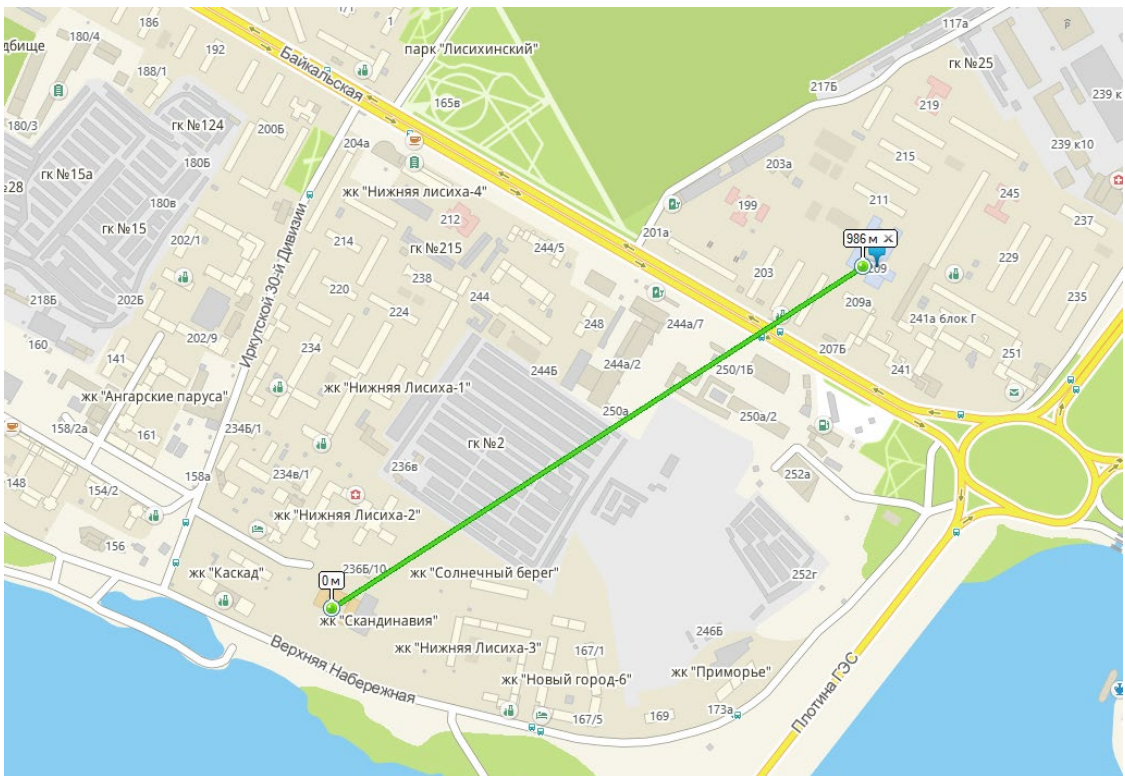 186
1/1
1
117а
180/4
парк "Лисихинский"
дбище
192
Байкальская
гк №25
188/1
217Б
239 к
165в
219
180/3
гк №124
200Б
204а
239 к10
180Б
203а
215
гк №15а
28
жк "Нижняя лисиха-4"
180в
199
211
245
гк №15
212
237
Иркутской 30-й Дивизии
202/1
214
гк №215
244/5
201а
986 м
229
238
203
209
218Б
202Б
220
244
209а
235
224
248
244а/7
241а блок Г
160
202/9
234
207Б
251
141
244Б
244а/2
250/1Б
241
жк "Нижняя Лисиха-1"
жк "Ангарские паруса"
250а
250а/2
158/2а
161
234Б/1
гк №2
236в
158а
234в/1
252а
148
154/2
жк "Нижняя Лисиха-2"
156
жк "Каскад"
236Б/10
жк "Солнечный берег"
252г
0 м
жк "Скандинавия"
246Б
Верхняя Набережная
жк "Нижняя Лисиха-3"
167/1
жк "Новый город-6"
жк "Приморье"
Плотина ГЭС
167/5
169
173а